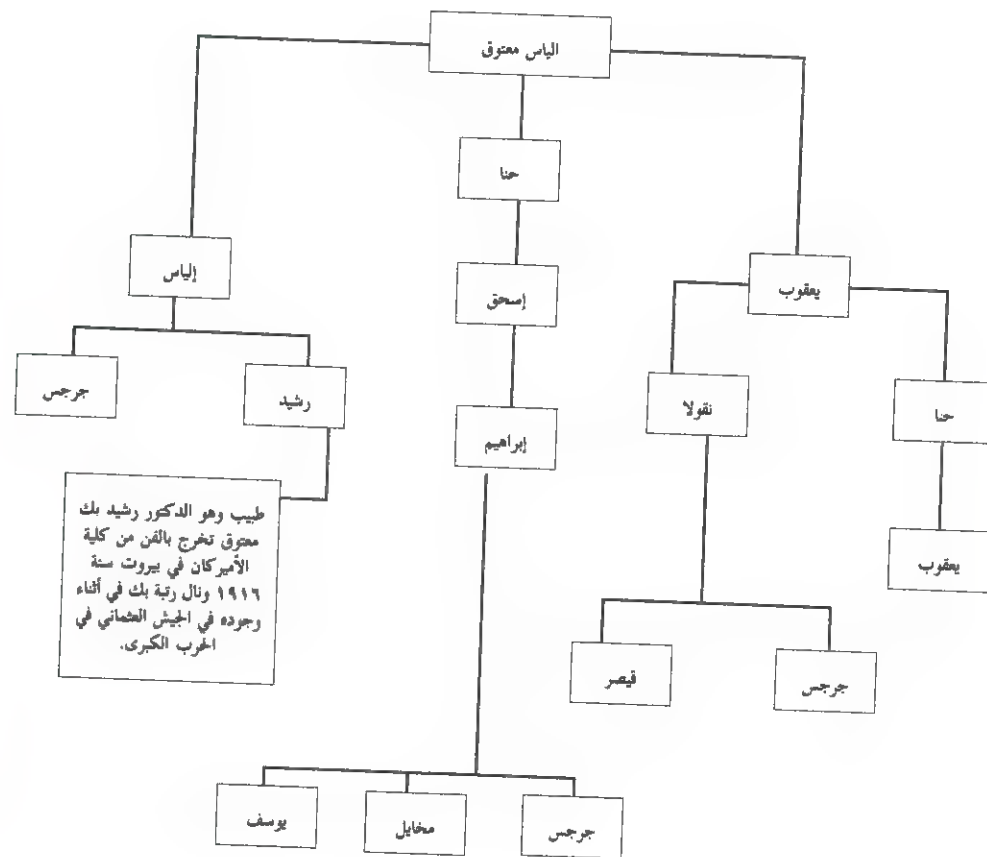 الياس معتوق
حنا
إلياس
إسحق
يعقوب
جرجس
رشيد
نقولا
حنا
إبراهيم
طبيب وهو الدكتور رشيد بك
معتوق تخرج بالفن من كلية
الأميركان في بيروت سنة
١٩١٦ ونال رتبة بك في أثناء
وجوده في الجيش العثماني في
الحرب الكبرى.
يعقوب
قيصر
جرجس
يوسف
مخايل
جرجس